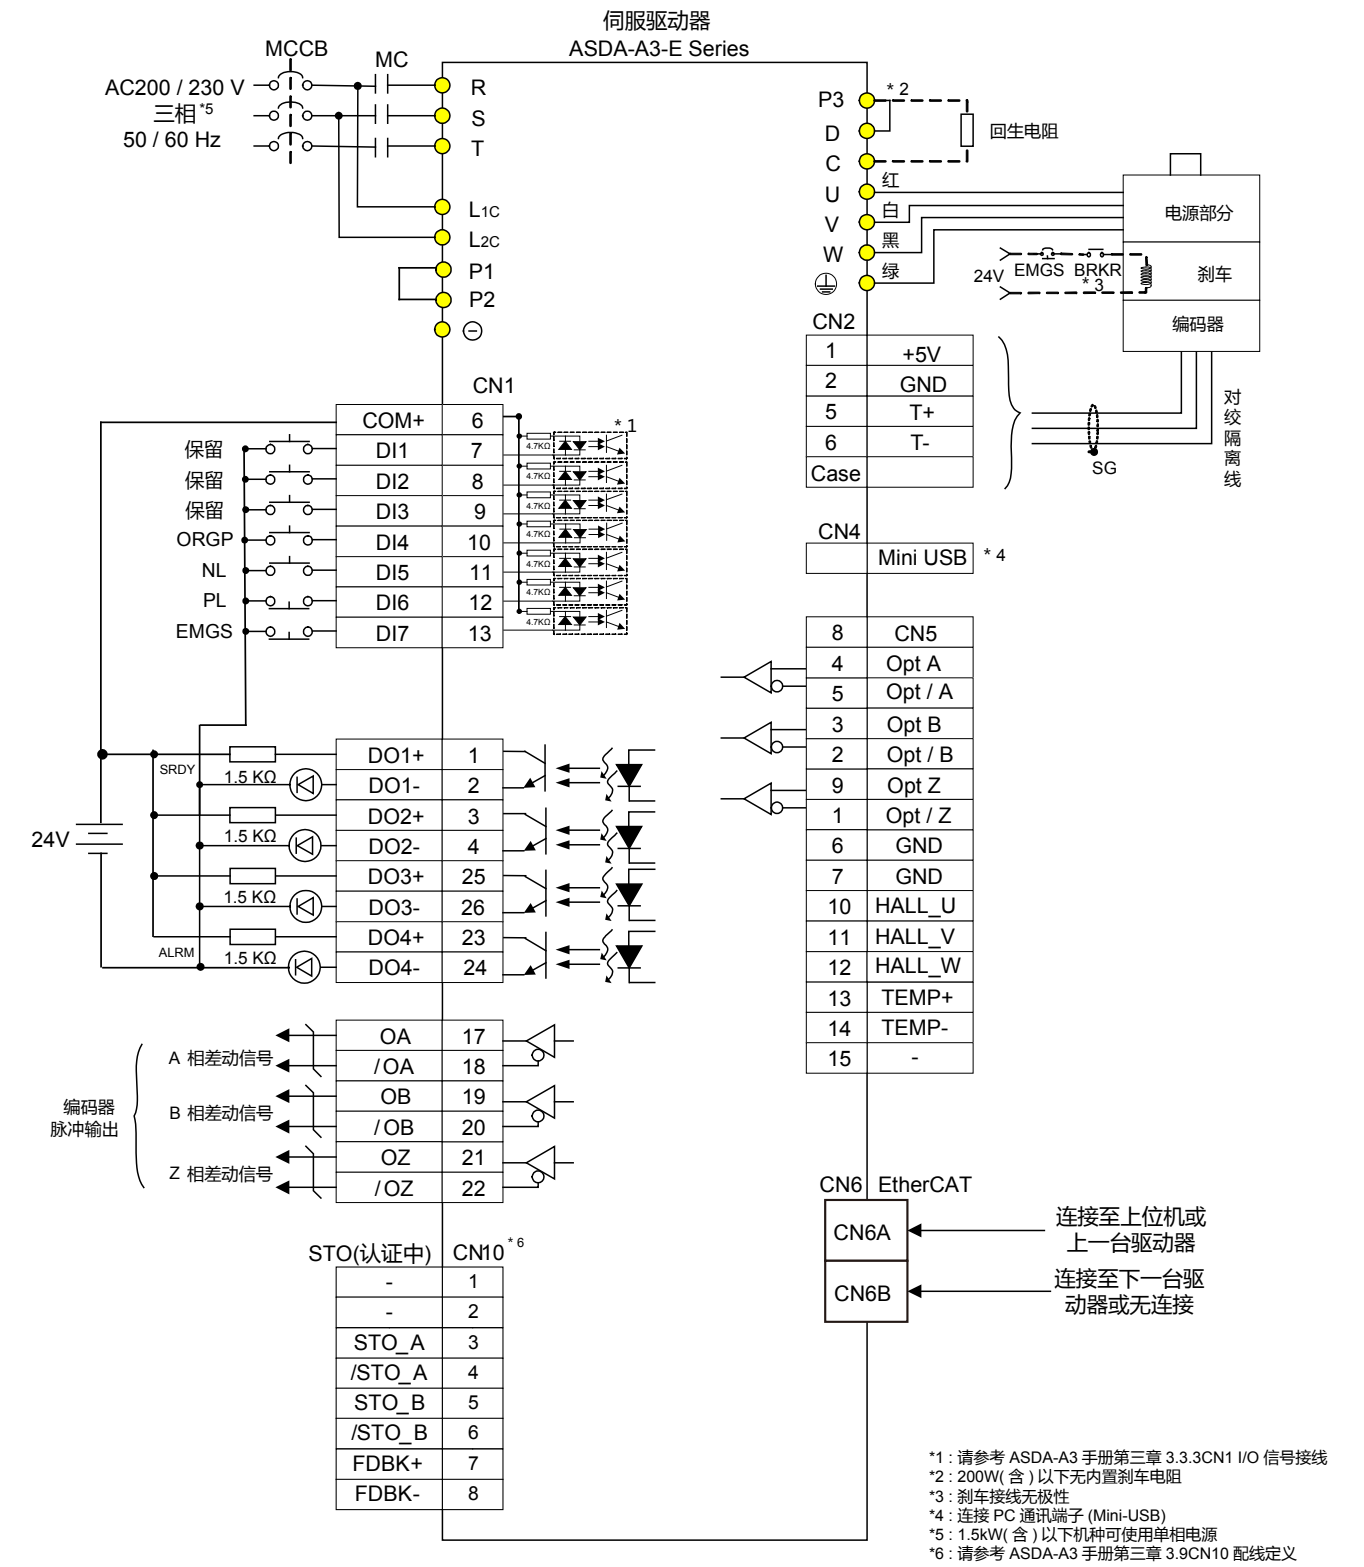 伺服驱动器
ASDA-A3-E Series
MCCB
MC
AC200 / 230 V
三相 *5
50 / 60 Hz
R
S
T
L1C
L2C
P1
P2
⊖
P3
* 2
D
C
回生电阻
U
红
V
白
W
黑
绿
电源部分
24V
EMGS
BRKR
* 3
刹车
编码器
CN2
1 +5V
2 GND
5 T+
6 T-
Case
SG
对绞隔离线
CN4
Mini USB
* 4
CN1
COM+ 6
* 1
保留 DI1 7 4.7KΩ
保留 DI2 8 4.7KΩ
保留 DI3 9 4.7KΩ
ORGP DI4 10 4.7KΩ
NL DI5 11 4.7KΩ
PL DI6 12 4.7KΩ
EMGS DI7 13 4.7KΩ
8 CN5
4 Opt A
5 Opt / A
3 Opt B
2 Opt / B
9 Opt Z
1 Opt / Z
6 GND
7 GND
10 HALL_U
11 HALL_V
12 HALL_W
13 TEMP+
14 TEMP-
15 -
24V
DO1+ 1
SRDY
1.5 KΩ DO1- 2
DO2+ 3
1.5 KΩ DO2- 4
DO3+ 25
1.5 KΩ DO3- 26
DO4+ 23
ALRM
1.5 KΩ DO4- 24
编码器
脉冲输出
A 相差动信号
OA 17
/OA 18
B 相差动信号
OB 19
/OB 20
Z 相差动信号
OZ 21
/OZ 22
CN6 EtherCAT
CN6A
连接至上位机或
上一台驱动器
CN6B
连接至下一台驱
动器或无连接
STO(认证中) CN10 * 6
- 1
- 2
STO_A 3
/STO_A 4
STO_B 5
/STO_B 6
FDBK+ 7
FDBK- 8
*1 : 请参考 ASDA-A3 手册第三章 3.3.3CN1 I/O 信号接线
*2 : 200W( 含 ) 以下无内置刹车电阻
*3 : 刹车接线无极性
*4 : 连接 PC 通讯端子 (Mini-USB)
*5 : 1.5kW( 含 ) 以下机种可使用单相电源
*6 : 请参考 ASDA-A3 手册第三章 3.9CN10 配线定义